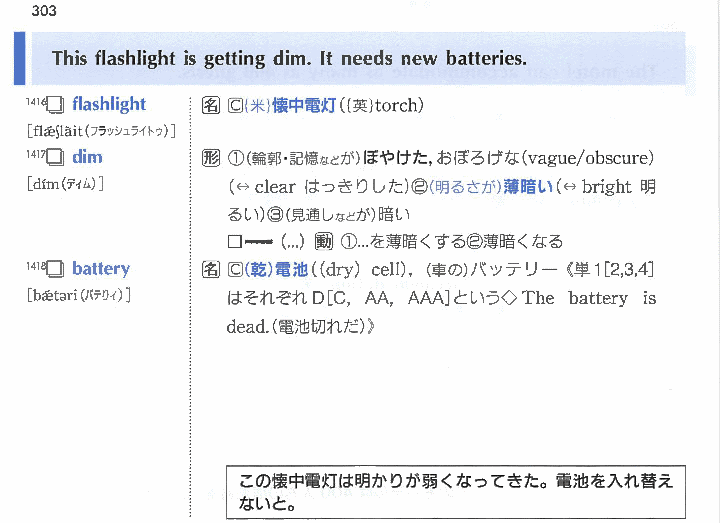 303
This flashlight is getting dim. It needs new batteries.
1416 flashlight
[flǽʃlàit(フラッシュライトゥ)]
名 C{米}懐中電灯({英}torch)
1417 dim
[dím(ディム)]
形 ①(輪郭・記憶などが)ぼやけた, おぼろげな(vague/obscure)
(↔ clear はっきりした)②(明るさが)薄暗い(↔ bright 明
るい)③(見通しなどが)暗い
□━ (...) 動 ①...を薄暗くする②薄暗くなる
1418 battery
[bǽtəri(バテリィ)]
名 C(乾)電池((dry) cell), (車の)バッテリー《単1[2,3,4]
はそれぞれD[C, AA, AAA]という◇The battery is
dead.(電池切れだ)》
この懐中電灯は明かりが弱くなってきた。電池を入れ替え
ないと。